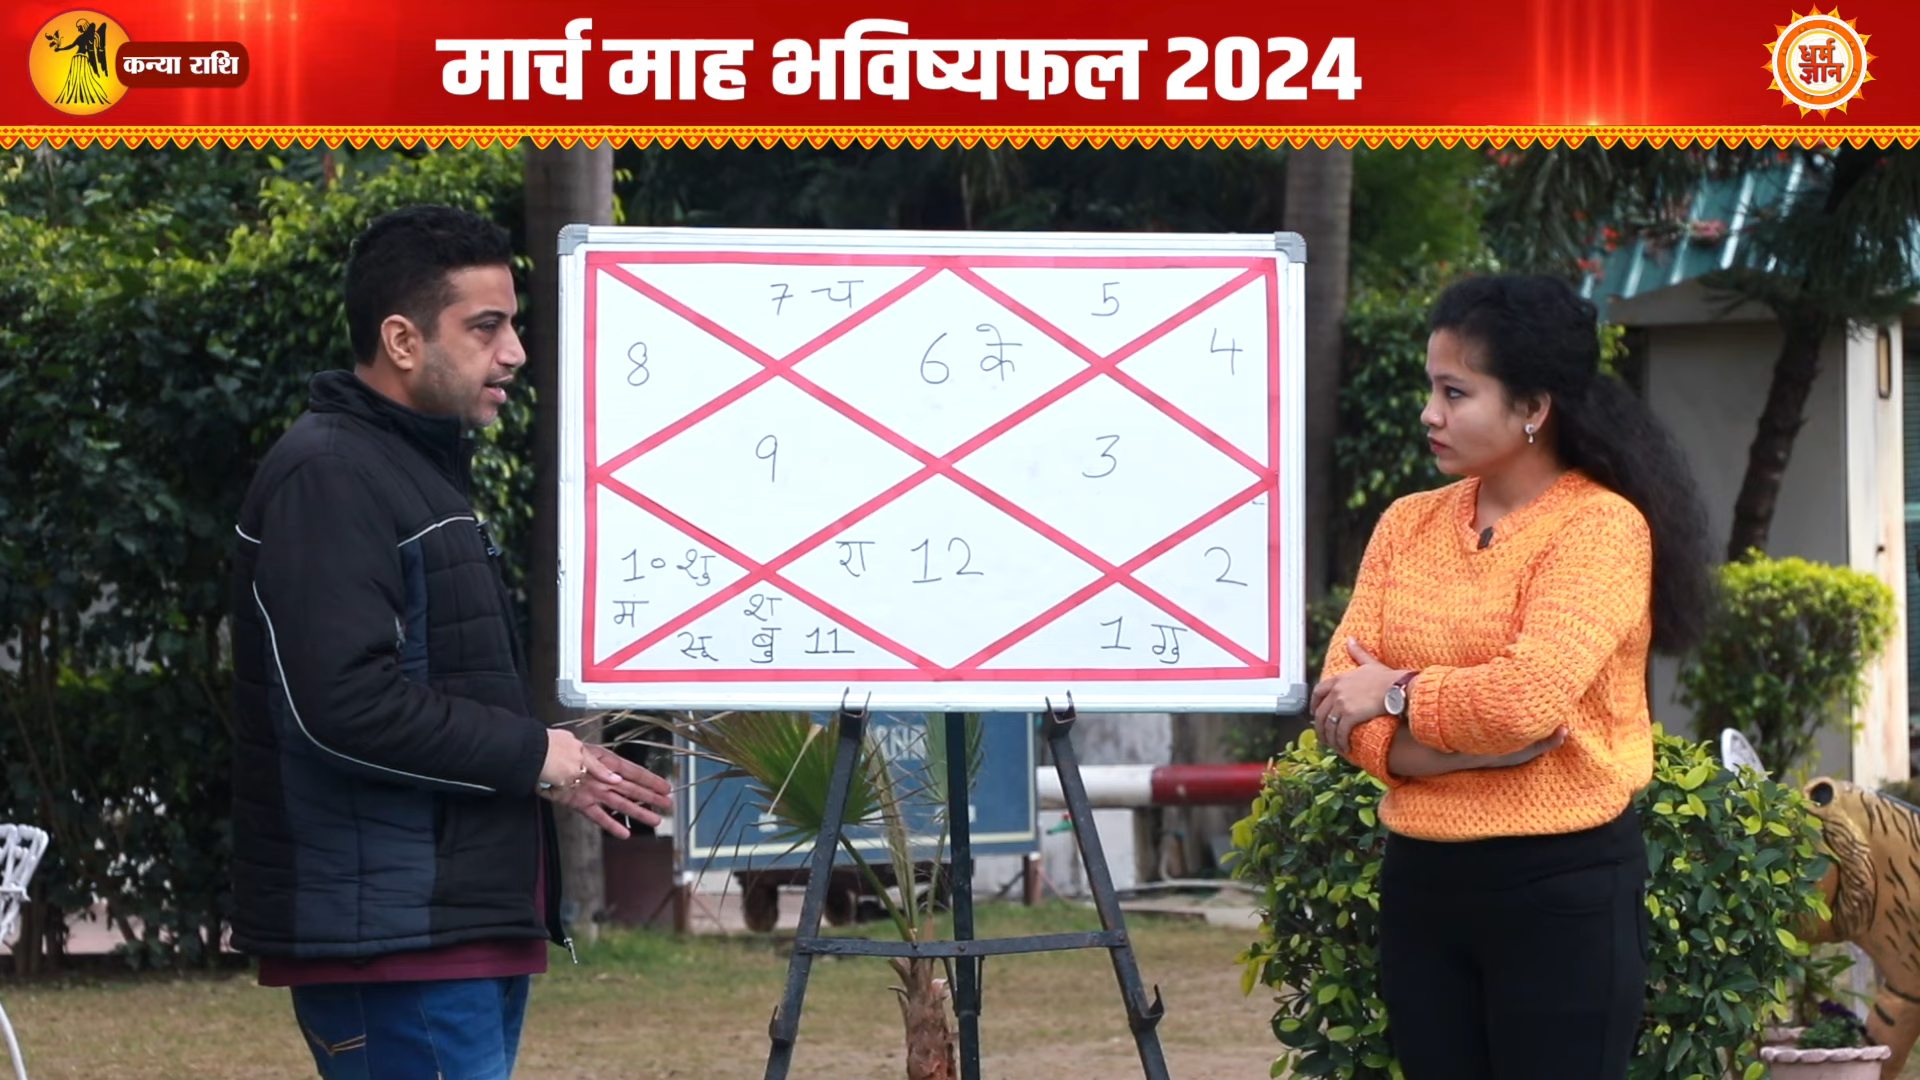 कन्या राशि
मार्च माह भविष्यफल 2024
धर्म
ज्ञान
7 च
5
8
6 के
4
9
3
10 शु
रा 12
2
मं
श
सू बु 11
1 गु